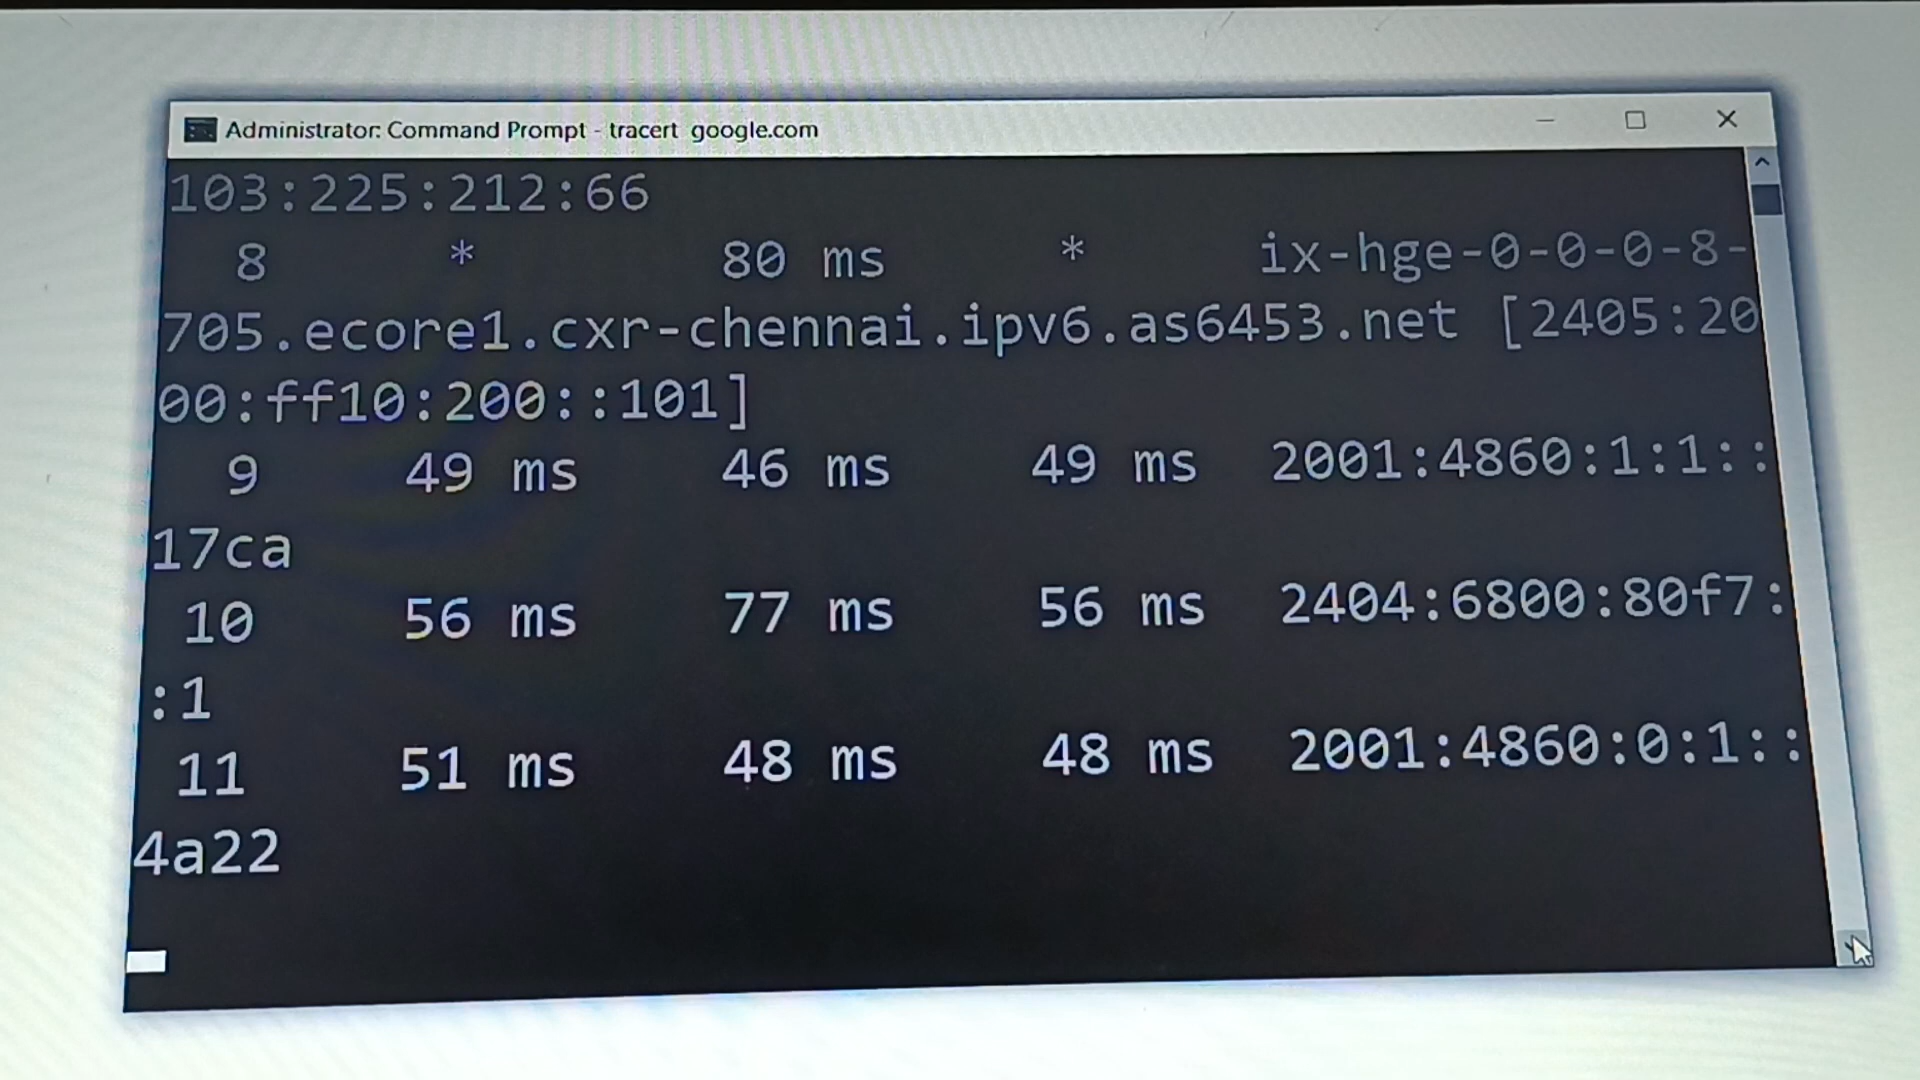 Administrator: Command Prompt - tracert google.com
103:225:212:66
8 * 80 ms * ix-hge-0-0-0-8-
705.ecore1.cxr-chennai.ipv6.as6453.net [2405:20
00:ff10:200::101]
9 49 ms 46 ms 49 ms 2001:4860:1:1::
17ca
10 56 ms 77 ms 56 ms 2404:6800:80f7:
:1
11 51 ms 48 ms 48 ms 2001:4860:0:1::
4a22